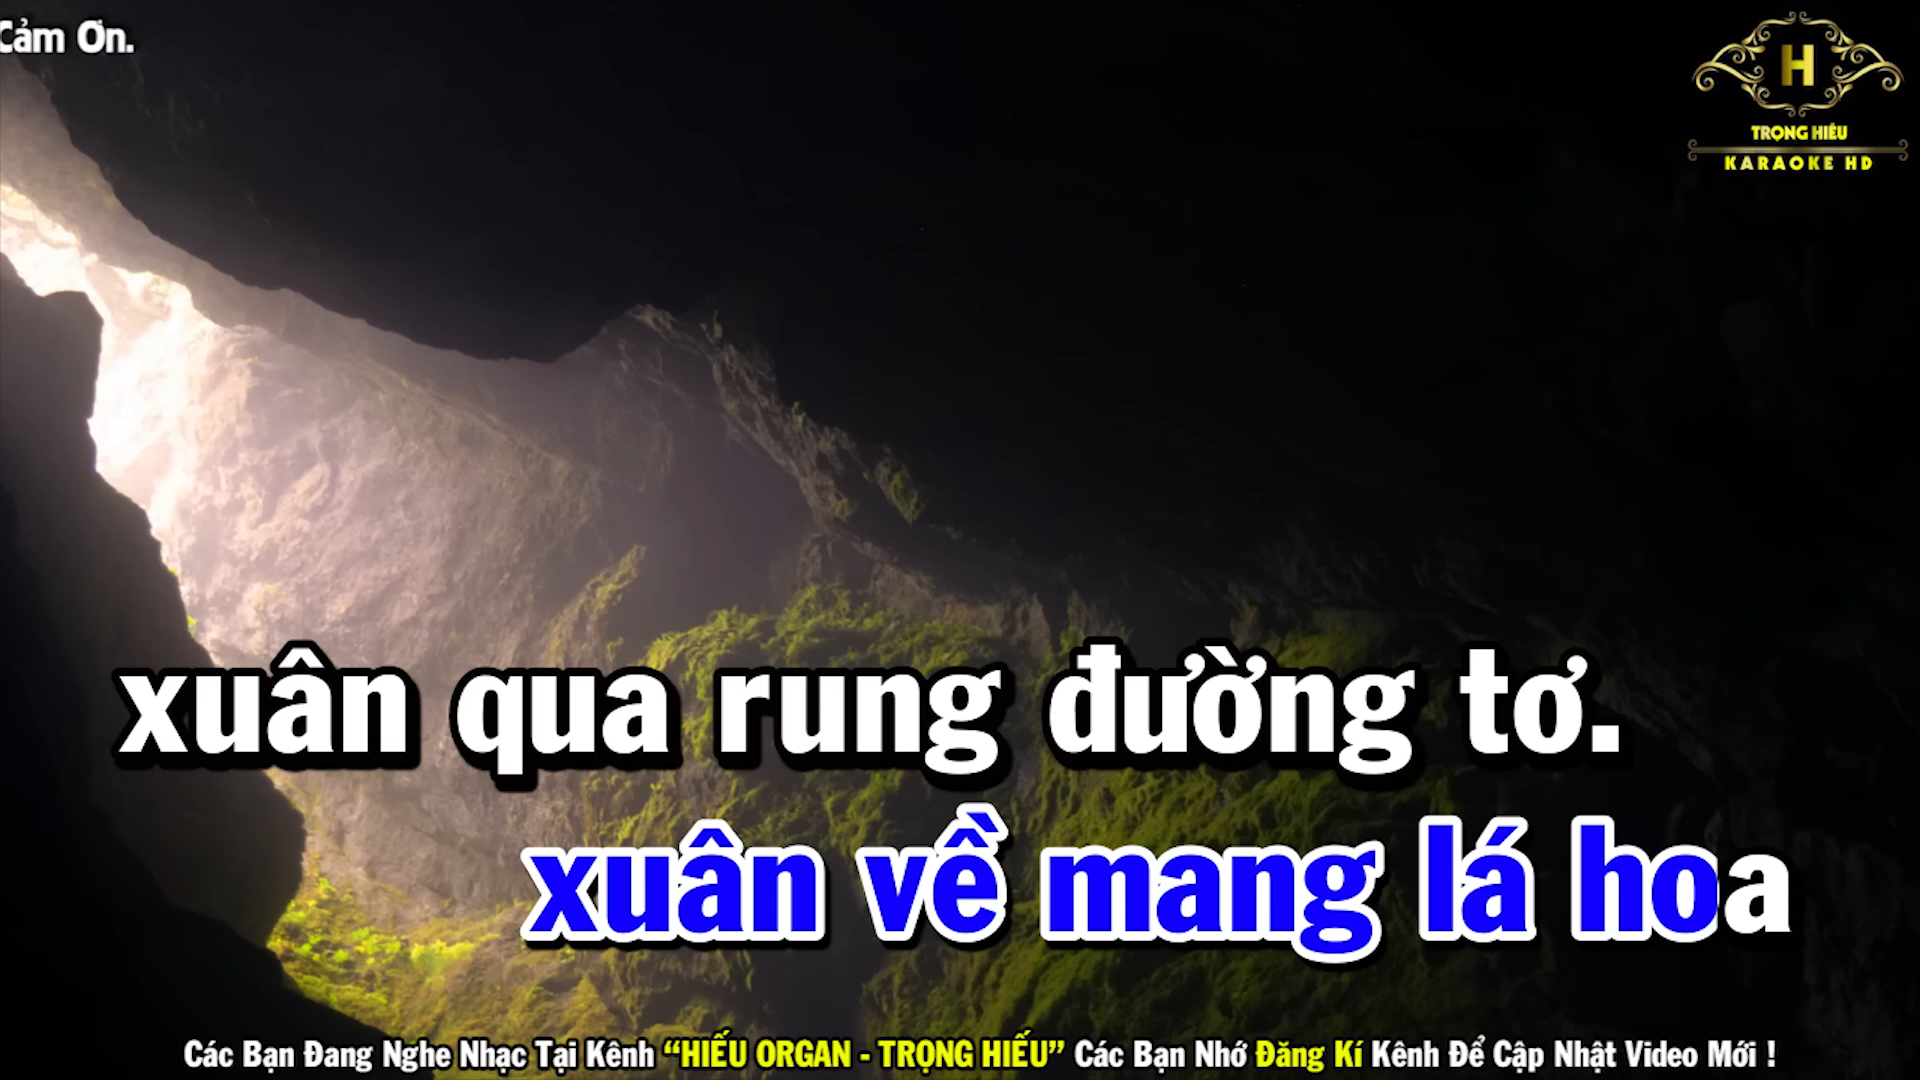 Cảm Ơn.
H
TRỌNG HIẾU
KARAOKE HD
xuân qua rung đường tơ.
xuân về mang lá hoa
Các Bạn Đang Nghe Nhạc Tại Kênh “HIẾU ORGAN - TRỌNG HIẾU” Các Bạn Nhớ Đăng Kí Kênh Để Cập Nhật Video Mới !